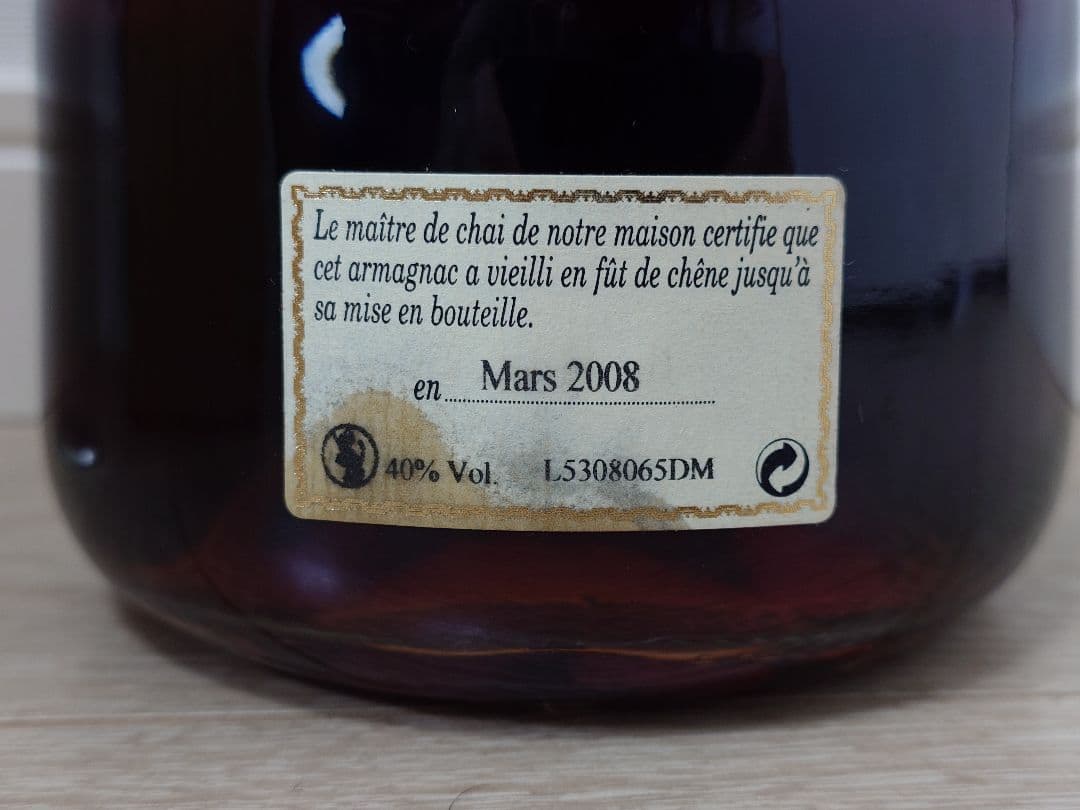 Le maître de chai de notre maison certifie que
cet armagnac a vieilli en fût de chêne jusqu'à
sa mise en bouteille.
en Mars 2008
40% Vol. L5308065DM